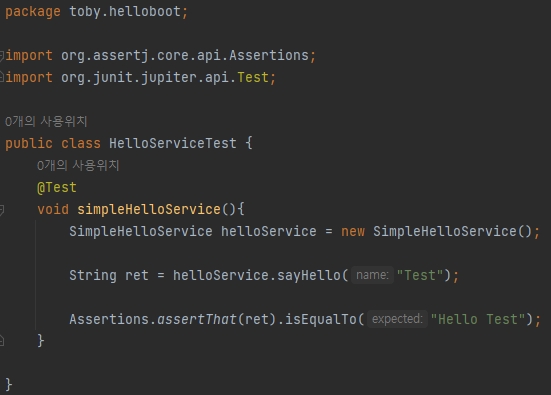 package toby.helloboot;
import org.assertj.core.api.Assertions;
import org.junit.jupiter.api.Test;
0개의 사용위치
public class HelloServiceTest {
0개의 사용위치
@Test
void simpleHelloService(){
SimpleHelloService helloService = new SimpleHelloService();
String ret = helloService.sayHello( name: "Test");
Assertions.assertThat(ret).isEqualTo( expected: "Hello Test");
}
}